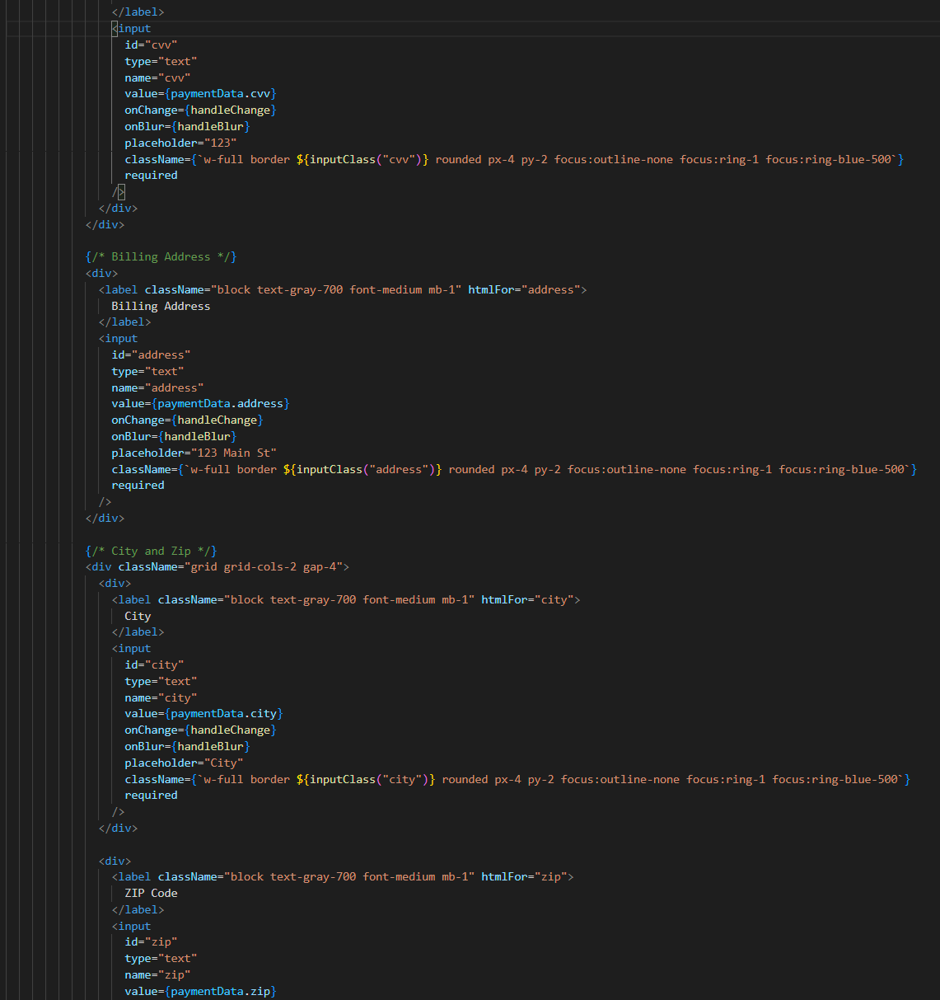 </label>
<input
id="cvv"
type="text"
name="cvv"
value={paymentData.cvv}
onChange={handleChange}
onBlur={handleBlur}
placeholder="123"
className={`w-full border ${inputClass("cvv")} rounded px-4 py-2 focus:outline-none focus:ring-1 focus:ring-blue-500`}
required
/>
</div>
</div>
{/* Billing Address */}
<div>
<label className="block text-gray-700 font-medium mb-1" htmlFor="address">
Billing Address
</label>
<input
id="address"
type="text"
name="address"
value={paymentData.address}
onChange={handleChange}
onBlur={handleBlur}
placeholder="123 Main St"
className={`w-full border ${inputClass("address")} rounded px-4 py-2 focus:outline-none focus:ring-1 focus:ring-blue-500`}
required
/>
</div>
{/* City and Zip */}
<div className="grid grid-cols-2 gap-4">
<div>
<label className="block text-gray-700 font-medium mb-1" htmlFor="city">
City
</label>
<input
id="city"
type="text"
name="city"
value={paymentData.city}
onChange={handleChange}
onBlur={handleBlur}
placeholder="City"
className={`w-full border ${inputClass("city")} rounded px-4 py-2 focus:outline-none focus:ring-1 focus:ring-blue-500`}
required
/>
</div>
<div>
<label className="block text-gray-700 font-medium mb-1" htmlFor="zip">
ZIP Code
</label>
<input
id="zip"
type="text"
name="zip"
value={paymentData.zip}